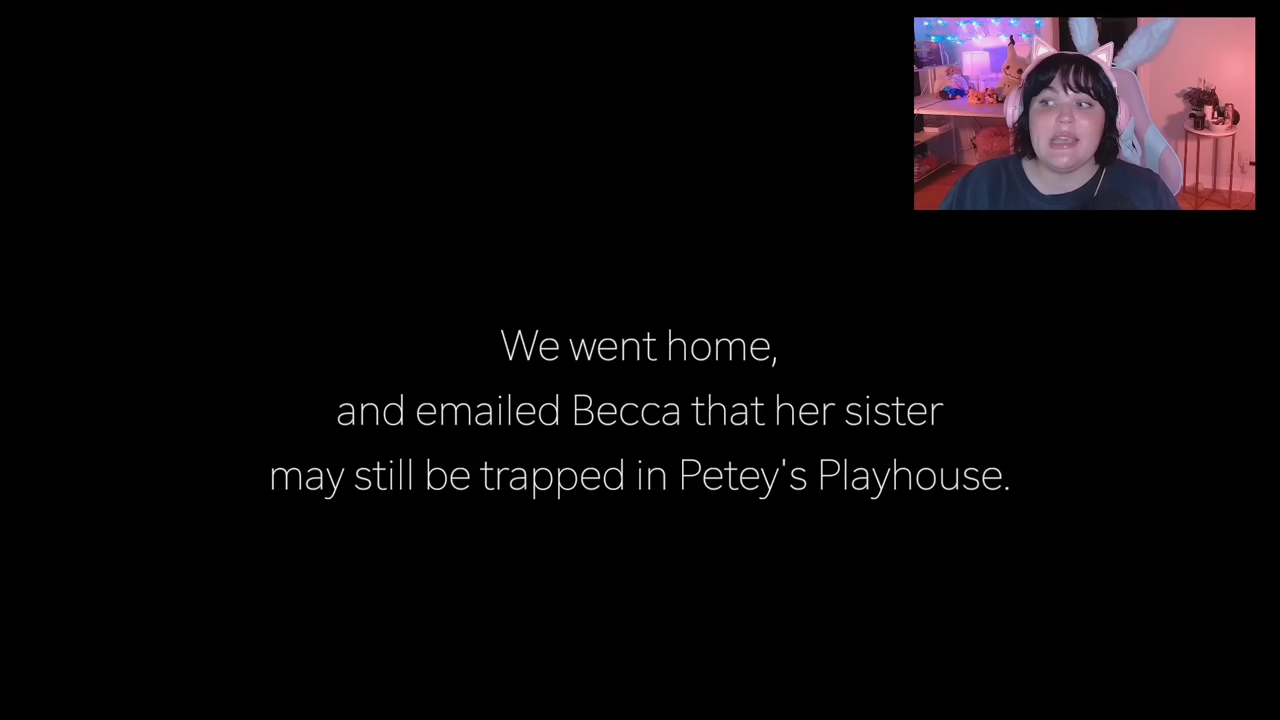 We went home,
and emailed Becca that her sister
may still be trapped in Petey's Playhouse.